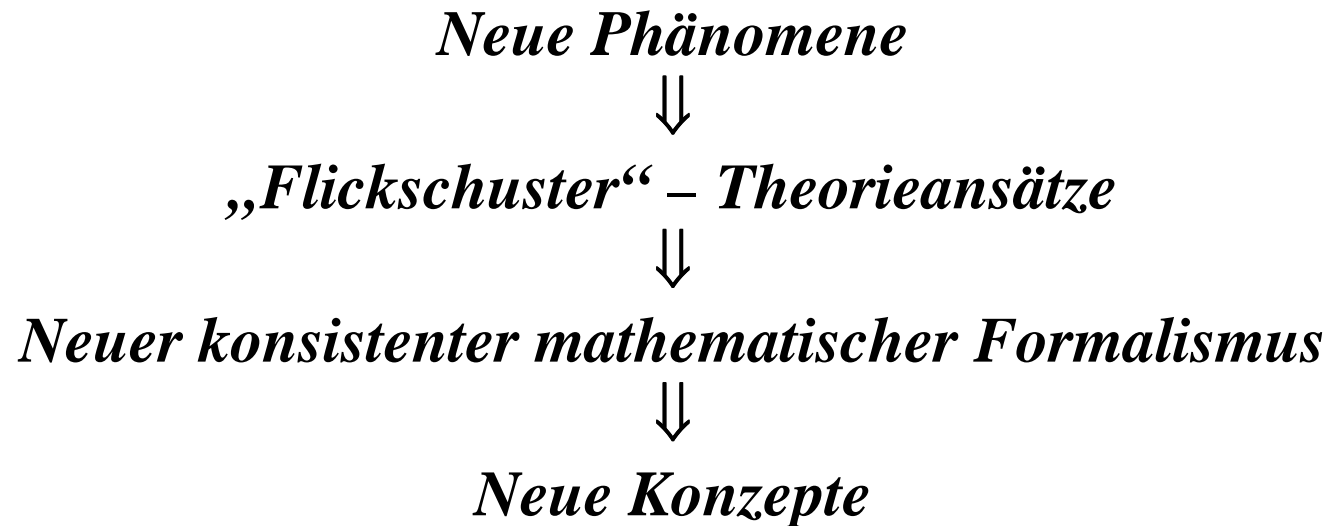 Neue Phänomene
⇓
„Flickschuster“ – Theorieansätze
⇓
Neuer konsistenter mathematischer Formalismus
⇓
Neue Konzepte